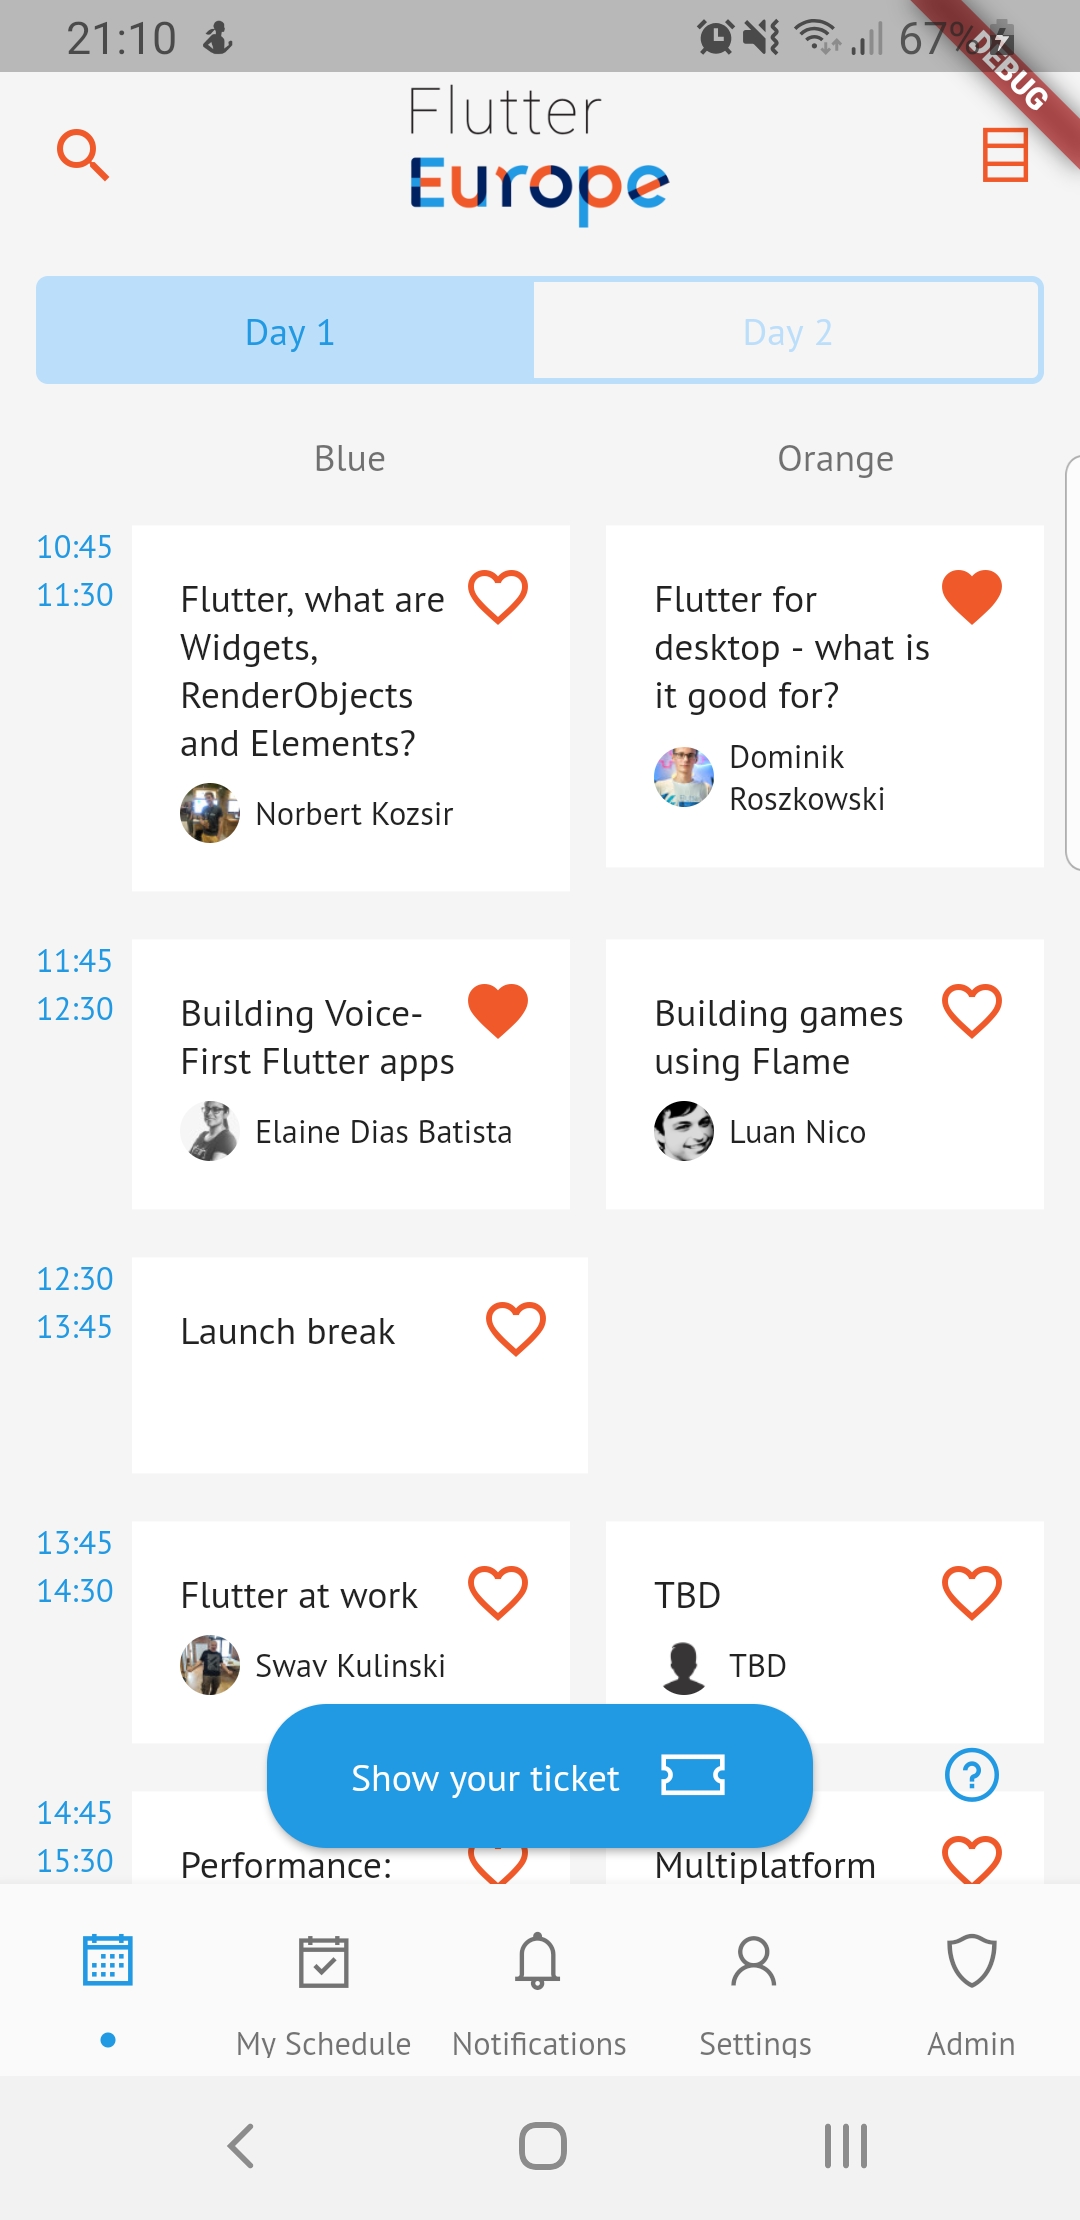 21:10
67%
DEBUG
Flutter
Europe
Day 1
Day 2
Blue
Orange
10:45
11:30
Flutter, what are
Widgets,
RenderObjects
and Elements?
Norbert Kozsir
Flutter for
desktop - what is
it good for?
Dominik
Roszkowski
11:45
12:30
Building Voice-
First Flutter apps
Elaine Dias Batista
Building games
using Flame
Luan Nico
12:30
13:45
Launch break
13:45
14:30
Flutter at work
Swav Kulinski
TBD
TBD
Show your ticket
?
14:45
15:30
Performance:
Multiplatform
My Schedule
Notifications
Settings
Admin